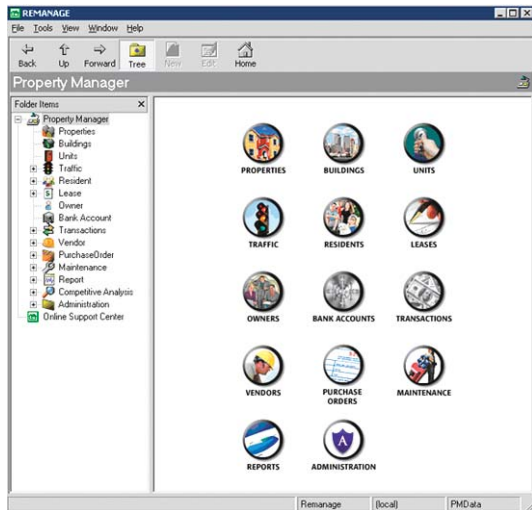 REMANAGE
File Tools View Window Help
Back Up Forward Tree New Edit Home
Property Manager
Folder Items X
Property Manager
Properties
Buildings
Units
Traffic
Resident
Lease
Owner
Bank Account
Transactions
Vendor
PurchaseOrder
Maintenance
Report
Competitive Analysis
Administration
Online Support Center
PROPERTIES BUILDINGS UNITS
TRAFFIC RESIDENTS LEASES
OWNERS BANK ACCOUNTS TRANSACTIONS
VENDORS PURCHASE ORDERS MAINTENANCE
REPORTS ADMINISTRATION
Remanage (local) PMData